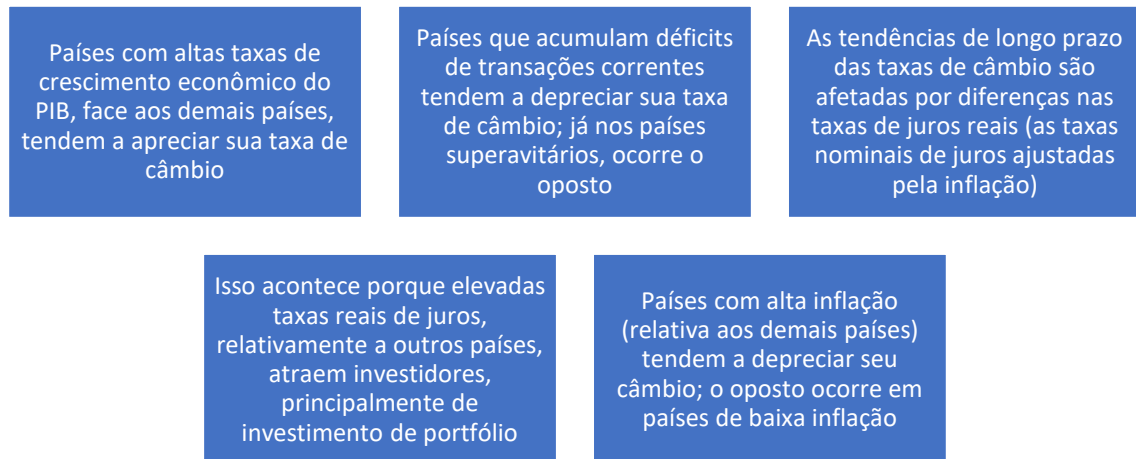 Países com altas taxas de
crescimento econômico do
PIB, face aos demais países,
tendem a apreciar sua taxa de
câmbio
Países que acumulam déficits
de transações correntes
tendem a depreciar sua taxa
de câmbio; já nos países
superavitários, ocorre o
oposto
As tendências de longo prazo
das taxas de câmbio são
afetadas por diferenças nas
taxas de juros reais (as taxas
nominais de juros ajustadas
pela inflação)
Isso acontece porque elevadas
taxas reais de juros,
relativamente a outros países,
atraem investidores,
principalmente de
investimento de portfólio
Países com alta inflação
(relativa aos demais países)
tendem a depreciar seu
câmbio; o oposto ocorre em
países de baixa inflação